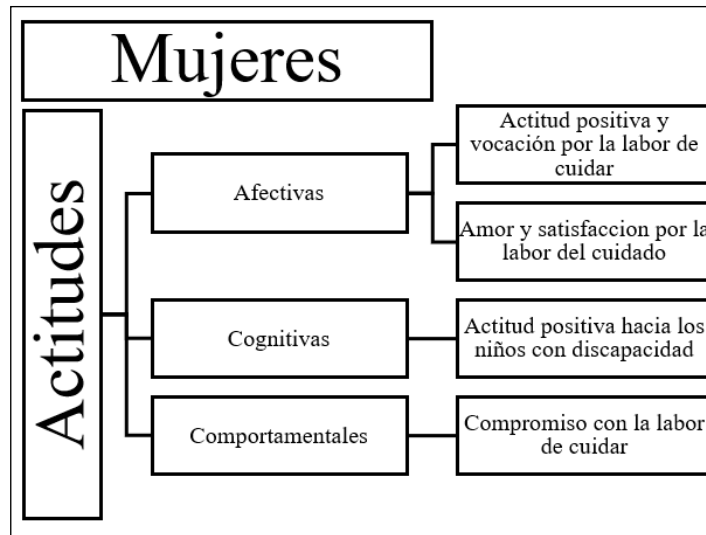 Mujeres
Actitudes
Afectivas
Actitud positiva y
vocación por la labor de
cuidar
Amor y satisfaccion por la
labor del cuidado
Cognitivas
Actitud positiva hacia los
niños con discapacidad
Comportamentales
Compromiso con la labor
de cuidar